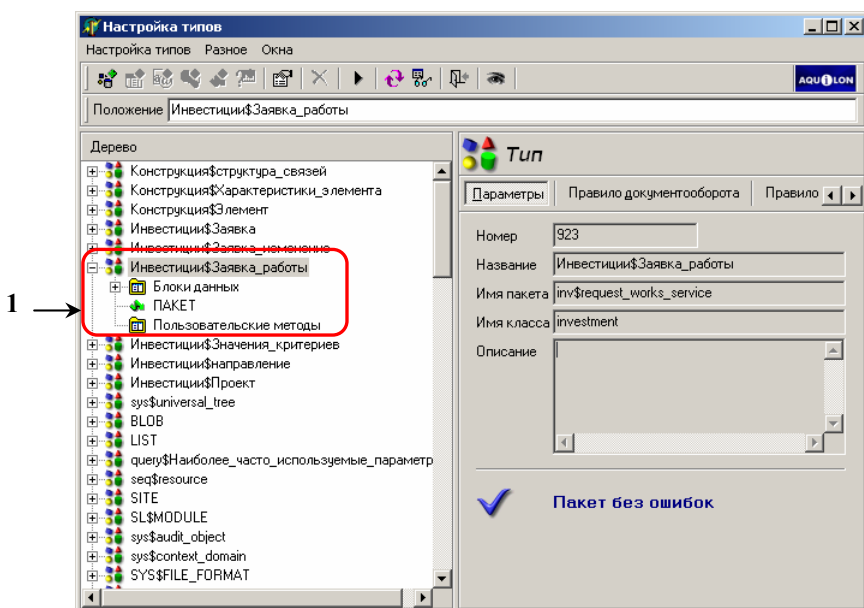 Настройка типов
Настройка типов Разное Окна
AQUILON
Положение Инвестиции$Заявка_работы
Дерево
Конструкция$структура_связей
Конструкция$Характеристики_элемента
Конструкция$Элемент
Инвестиции$Заявка
Инвестиции$Заявка_изменение
1
Инвестиции$Заявка_работы
Блоки данных
ПАКЕТ
Пользовательские методы
Инвестиции$Значения_критериев
Инвестиции$направление
Инвестиции$Проект
sys$universal_tree
BLOB
LIST
query$Наиболее_часто_используемые_параметр
seq$resource
SITE
SL$MODULE
sys$audit_object
sys$context_domain
SYS$FILE_FORMAT
Тип
Параметры Правило документооборота Правило
Номер 923
Название Инвестиции$Заявка_работы
Имя пакета inv$request_works_service
Имя класса investment
Описание
Пакет без ошибок